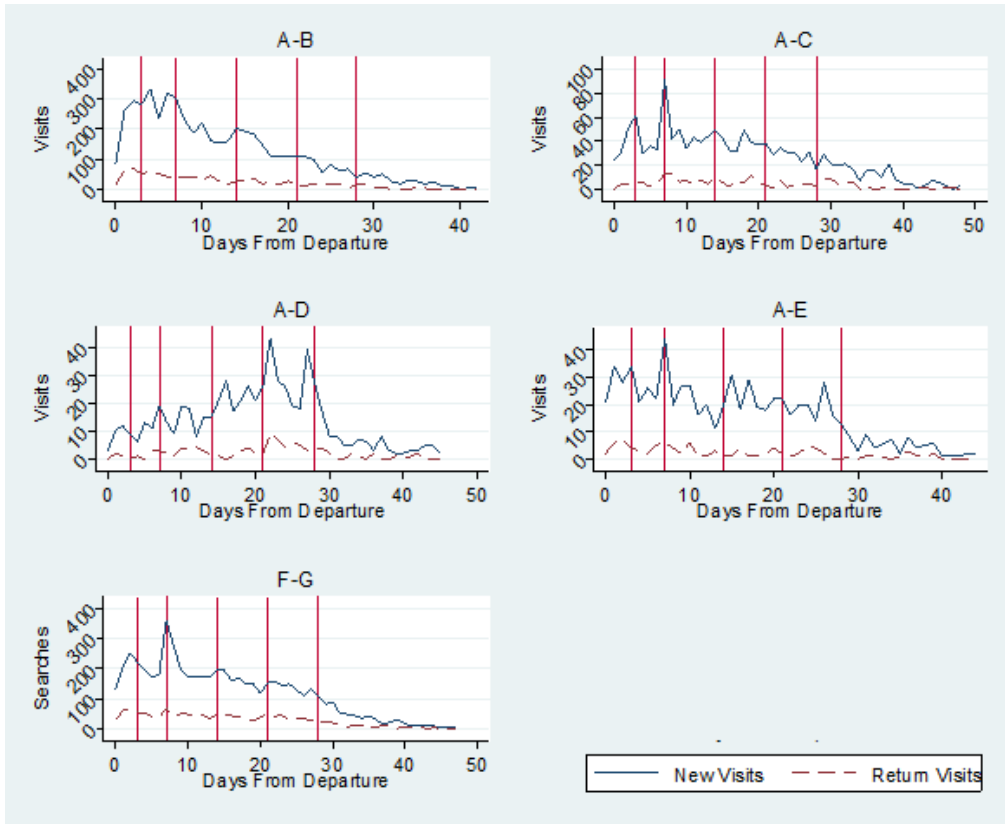 A-B
Visits
400
300
200
100
0
0 10 20 30 40
Days From Departure
A-C
Visits
100
80
60
40
20
0
0 10 20 30 40 50
Days From Departure
A-D
Visits
40
30
20
10
0
0 10 20 30 40 50
Days From Departure
A-E
Visits
40
30
20
10
0
0 10 20 30 40
Days From Departure
F-G
Searches
400
300
200
100
0
0 10 20 30 40 50
Days From Departure
New Visits Return Visits